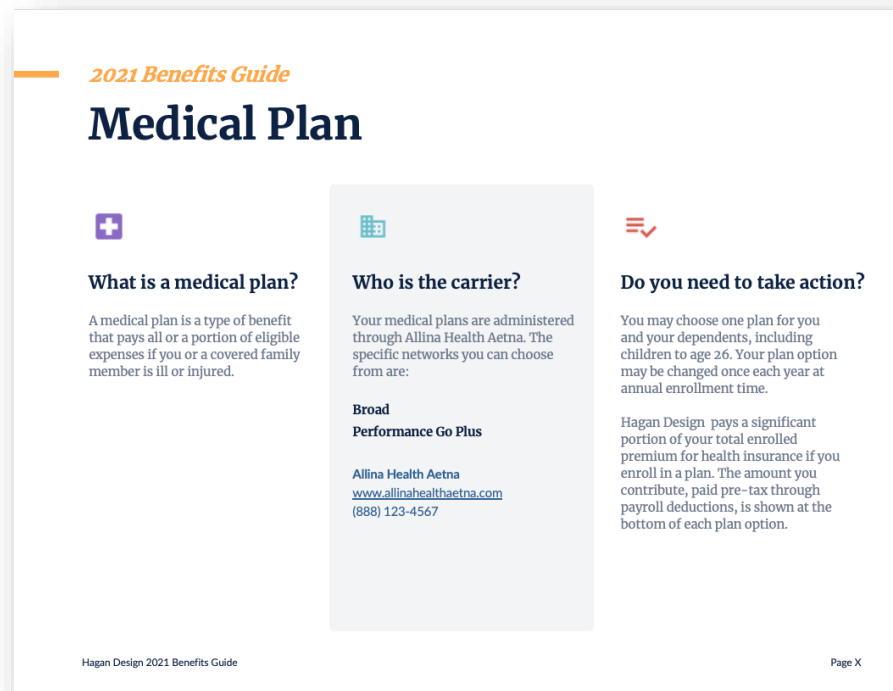 2021 Benefits Guide
Medical Plan
What is a medical plan?
A medical plan is a type of benefit
that pays all or a portion of eligible
expenses if you or a covered family
member is ill or injured.
Who is the carrier?
Your medical plans are administered
through Allina Health Aetna. The
specific networks you can choose
from are:
Broad
Performance Go Plus
Allina Health Aetna
www.allinahealthaetna.com
(888) 123-4567
Do you need to take action?
You may choose one plan for you
and your dependents, including
children to age 26. Your plan option
may be changed once each year at
annual enrollment time.
Hagan Design  pays a significant
portion of your total enrolled
premium for health insurance if you
enroll in a plan. The amount you
contribute, paid pre-tax through
payroll deductions, is shown at the
bottom of each plan option.
Hagan Design 2021 Benefits Guide
Page X